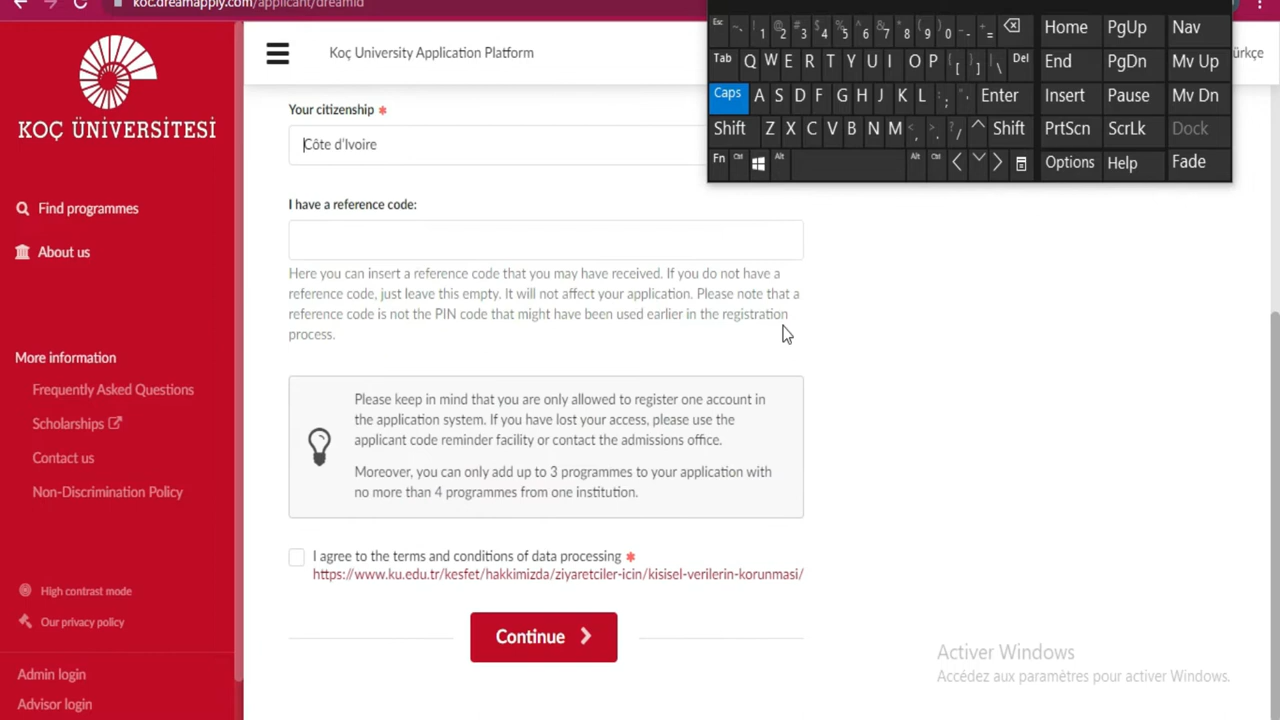 koc.dreamapply.com/applicant/dreamid
KOÇ ÜNİVERSİTESİ
Find programmes
About us
More information
Frequently Asked Questions
Scholarships
Contact us
Non-Discrimination Policy
High contrast mode
Our privacy policy
Admin login
Advisor login
Koç University Application Platform
Your citizenship *
Côte d'Ivoire
I have a reference code:
Here you can insert a reference code that you may have received. If you do not have a
reference code, just leave this empty. It will not affect your application. Please note that a
reference code is not the PIN code that might have been used earlier in the registration
process.
Please keep in mind that you are only allowed to register one account in
the application system. If you have lost your access, please use the
applicant code reminder facility or contact the admissions office.
Moreover, you can only add up to 3 programmes to your application with
no more than 4 programmes from one institution.
I agree to the terms and conditions of data processing *
https://www.ku.edu.tr/kesfet/hakkimizda/ziyaretciler-icin/kisisel-verilerin-korunmasi/
Continue
Esc 1 2 3 4 5 6 7 8 9 0 - = Home PgUp Nav
Tab Q W E R T Y U I O P [ ] \ Del End PgDn Mv Up
Caps A S D F G H J K L ; ' Enter Insert Pause Mv Dn
Shift Z X C V B N M , . / Shift PrtScn ScrLk Dock
Fn Ctrl Alt Alt Ctrl Options Help Fade
Activer Windows
Accédez aux paramètres pour activer Windows.